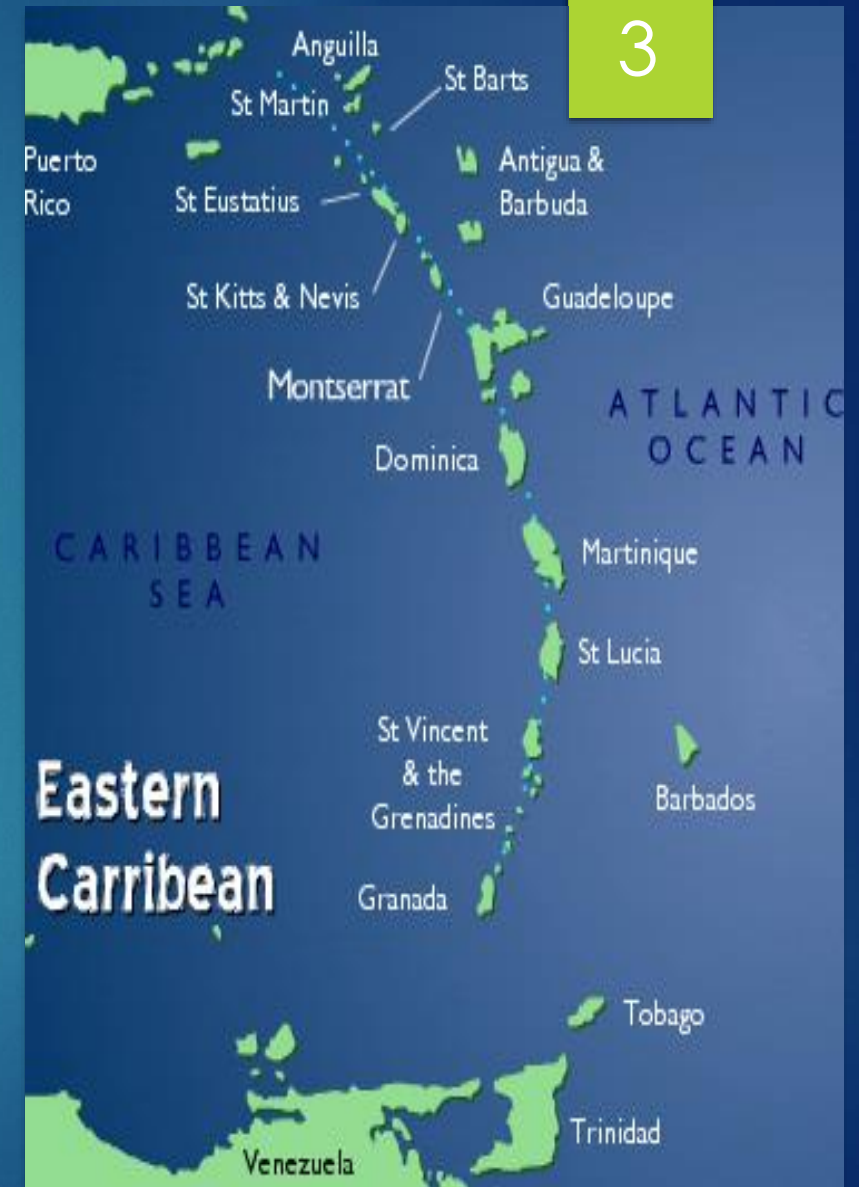 3
Anguilla
St Barts
St Martin
Puerto
Rico
Antigua &
Barbuda
St Eustatius
St Kitts & Nevis
Guadeloupe
Montserrat
ATLANTIC
OCEAN
Dominica
CARIBBEAN
SEA
Martinique
St Lucia
St Vincent
& the
Grenadines
Barbados
Eastern
Carribean
Granada
Tobago
Trinidad
Venezuela